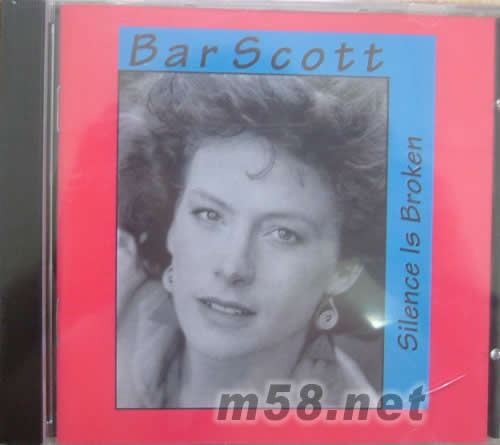 Bar Scott
Silence Is Broken
m58.net